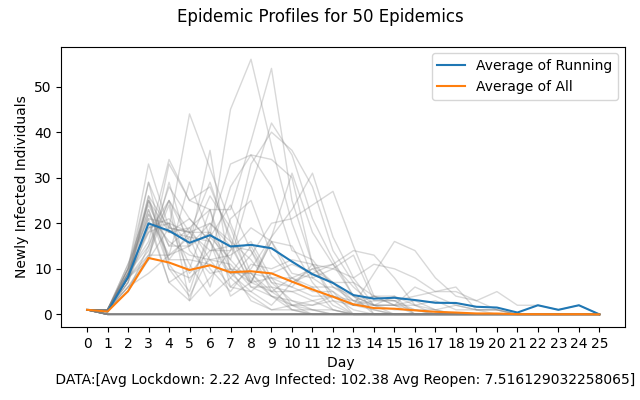 Epidemic Profiles for 50 Epidemics
Newly Infected Individuals
50
40
30
20
10
0
Average of Running
Average of All
0 1 2 3 4 5 6 7 8 9 10 11 12 13 14 15 16 17 18 19 20 21 22 23 24 25
Day
DATA:[Avg Lockdown: 2.22 Avg Infected: 102.38 Avg Reopen: 7.516129032258065]